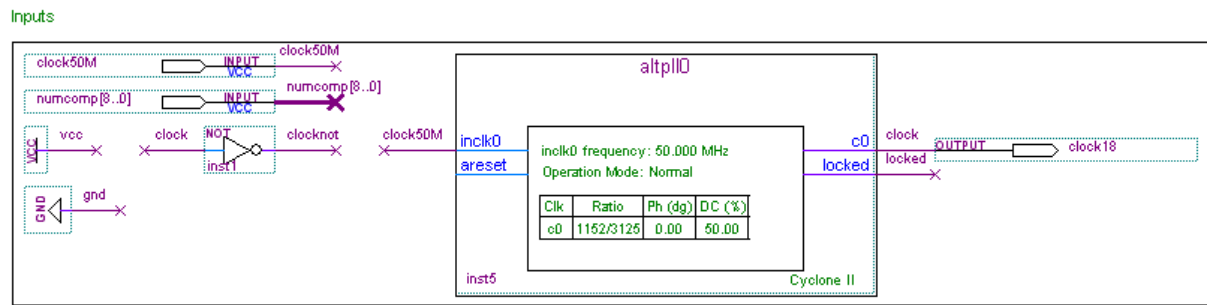 Inputs
clock50M
INPUT
VCC
clock50M
numcomp[8..0]
INPUT
VCC
numcomp[8..0]
VCC
vcc
clock
NOT
inst1
clocknot
GND
gnd
clock50M
altpll0
inclk0
areset
inclk0 frequency: 50.000 MHz
Operation Mode: Normal
Clk Ratio Ph (dg) DC (%)
c0 1152/3125 0.00 50.00
c0
locked
inst5
Cyclone II
clock
locked
OUTPUT
clock18